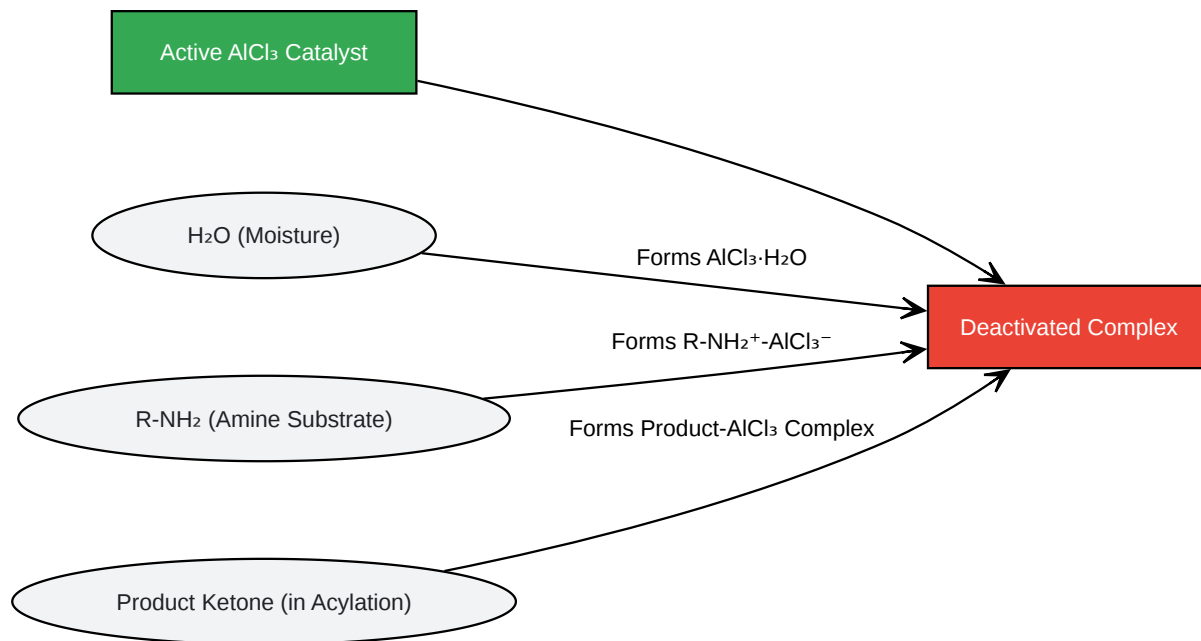 Active AlCl₃ Catalyst
H₂O (Moisture)
Forms AlCl₃·H₂O
Deactivated Complex
Forms R-NH₂⁺-AlCl₃⁻
R-NH₂ (Amine Substrate)
Forms Product-AlCl₃ Complex
Product Ketone (in Acylation)